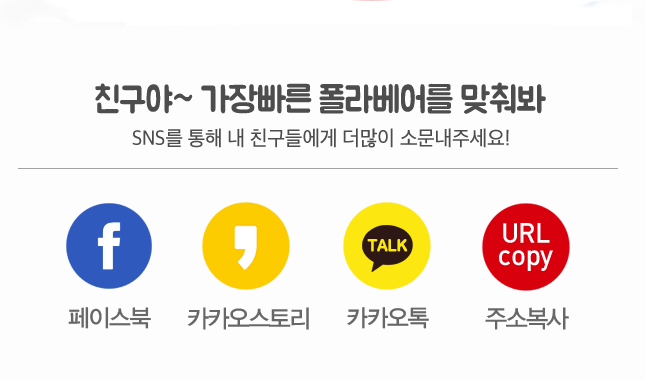 친구야~ 가장빠른 폴라베어를 맞춰봐
SNS를 통해 내 친구들에게 더많이 소문내주세요!
f
TALK
URL
copy
페이스북 카카오스토리 카카오톡 주소복사